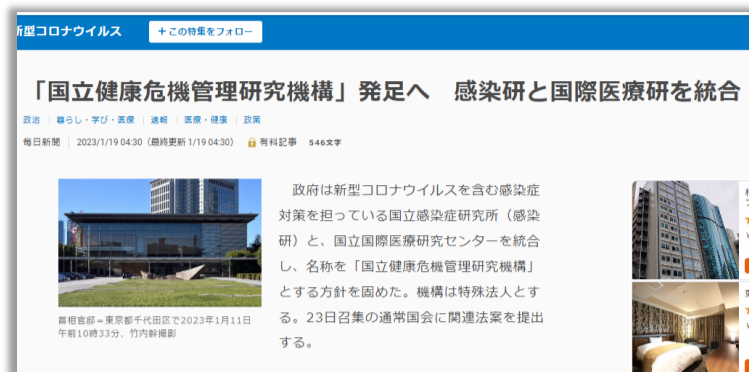 新型コロナウイルス
＋この特集をフォロー
「国立健康危機管理研究機構」発足へ　感染研と国際医療研を統合
政治 | 暮らし・学び・医療 | 速報 | 医療・健康 | 政策
毎日新聞 | 2023/1/19 04:30（最終更新 1/19 04:30） 有料記事 546文字
政府は新型コロナウイルスを含む感染症
対策を担っている国立感染症研究所（感染
研）と、国立国際医療研究センターを統合
し、名称を「国立健康危機管理研究機構」
とする方針を固めた。機構は特殊法人とす
る。23日召集の通常国会に関連法案を提出
する。
首相官邸＝東京都千代田区で2023年1月11日
午前10時33分、竹内幹撮影